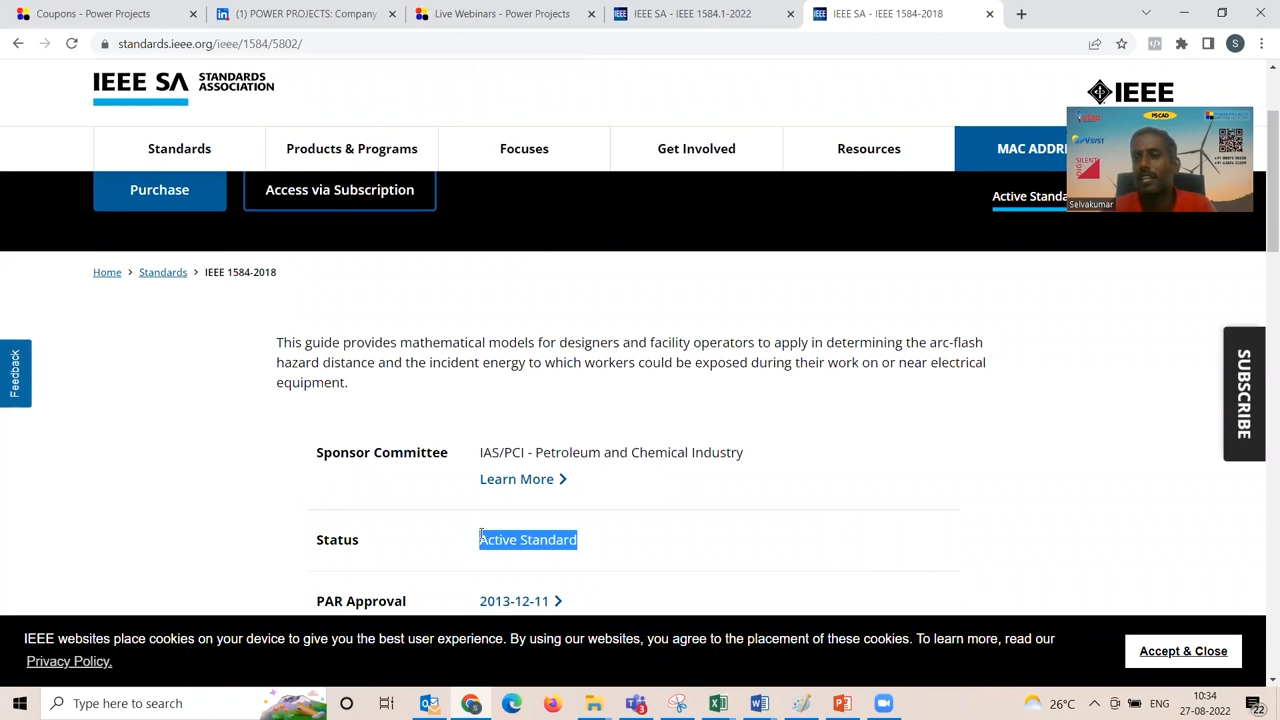 Coupons - Power Projects
(1) POWER PROJECTS: Company
Live Webinars - Power Projects
IEEE SA - IEEE 1584.1-2022
IEEE SA - IEEE 1584-2018
standards.ieee.org/ieee/1584/5802/
S
IEEE SA STANDARDS ASSOCIATION
IEEE
Standards
Products & Programs
Focuses
Get Involved
Resources
MAC ADDRE
Purchase
Access via Subscription
Active Standa
PSCAD
PVSYST
Selvakumar
Home > Standards > IEEE 1584-2018
This guide provides mathematical models for designers and facility operators to apply in determining the arc-flash
hazard distance and the incident energy to which workers could be exposed during their work on or near electrical
equipment.
Feedback
SUBSCRIBE
Sponsor Committee IAS/PCI - Petroleum and Chemical Industry
Learn More >
Status Active Standard
PAR Approval 2013-12-11 >
IEEE websites place cookies on your device to give you the best user experience. By using our websites, you agree to the placement of these cookies. To learn more, read our
Privacy Policy.
Accept & Close
Type here to search
26°C
ENG
10:34
27-08-2022
22